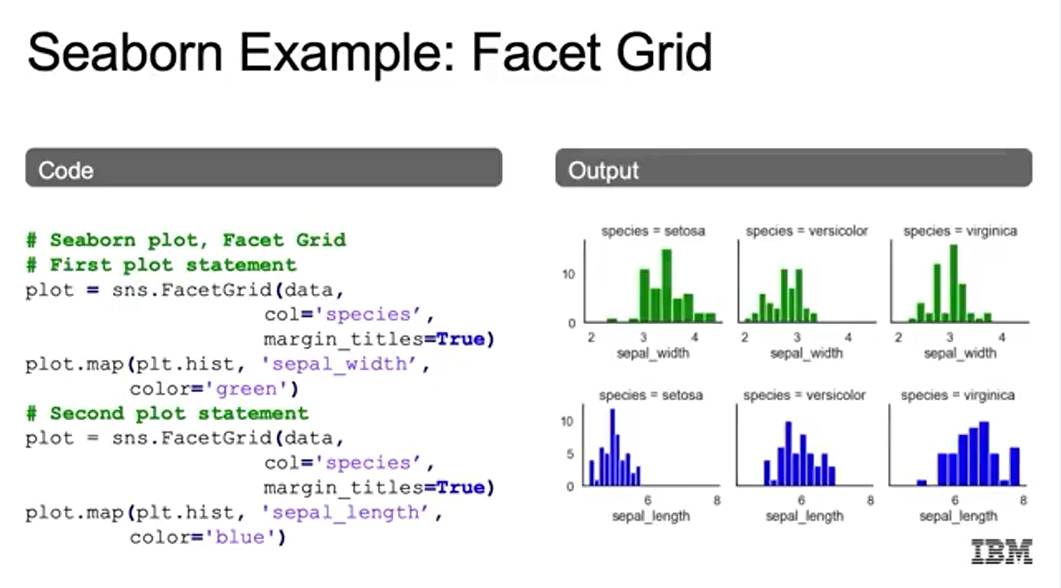 Seaborn Example: Facet Grid
Code
# Seaborn plot, Facet Grid
# First plot statement
plot = sns.FacetGrid(data,
col='species’,
margin_titles=True)
plot.map(plt.hist, 'sepal_width’,
color='green’)
# Second plot statement
plot = sns.FacetGrid(data,
col='species’,
margin_titles=True)
plot.map(plt.hist, 'sepal_length’,
color='blue’)
Output
species = setosa species = versicolor species = virginica
10
0
2 3 4 2 3 4 2 3 4
sepal_width sepal_width sepal_width
species = setosa species = versicolor species = virginica
10
5
0
6 8 6 8 6 8
sepal_length sepal_length sepal_length
IBM